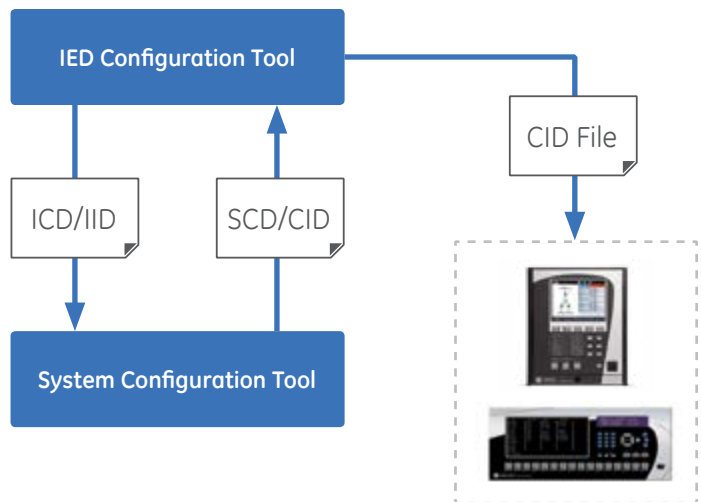 IED Configuration Tool
CID File
ICD/IID
SCD/CID
System Configuration Tool